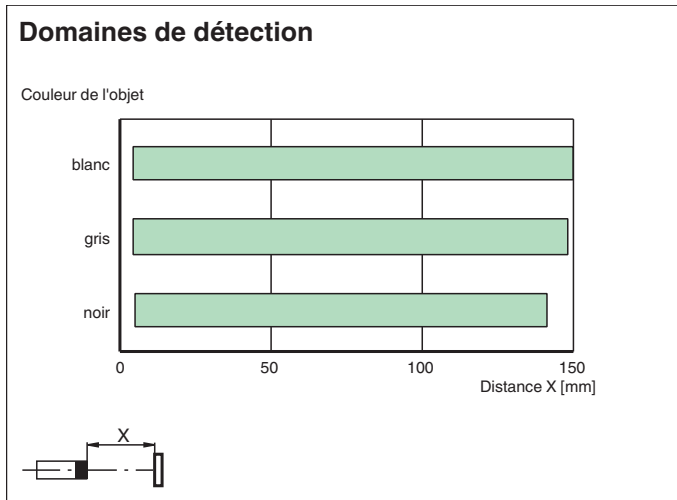 Domaines de détection
Couleur de l'objet
blanc
gris
noir
0 50 100 150
Distance X [mm]
X